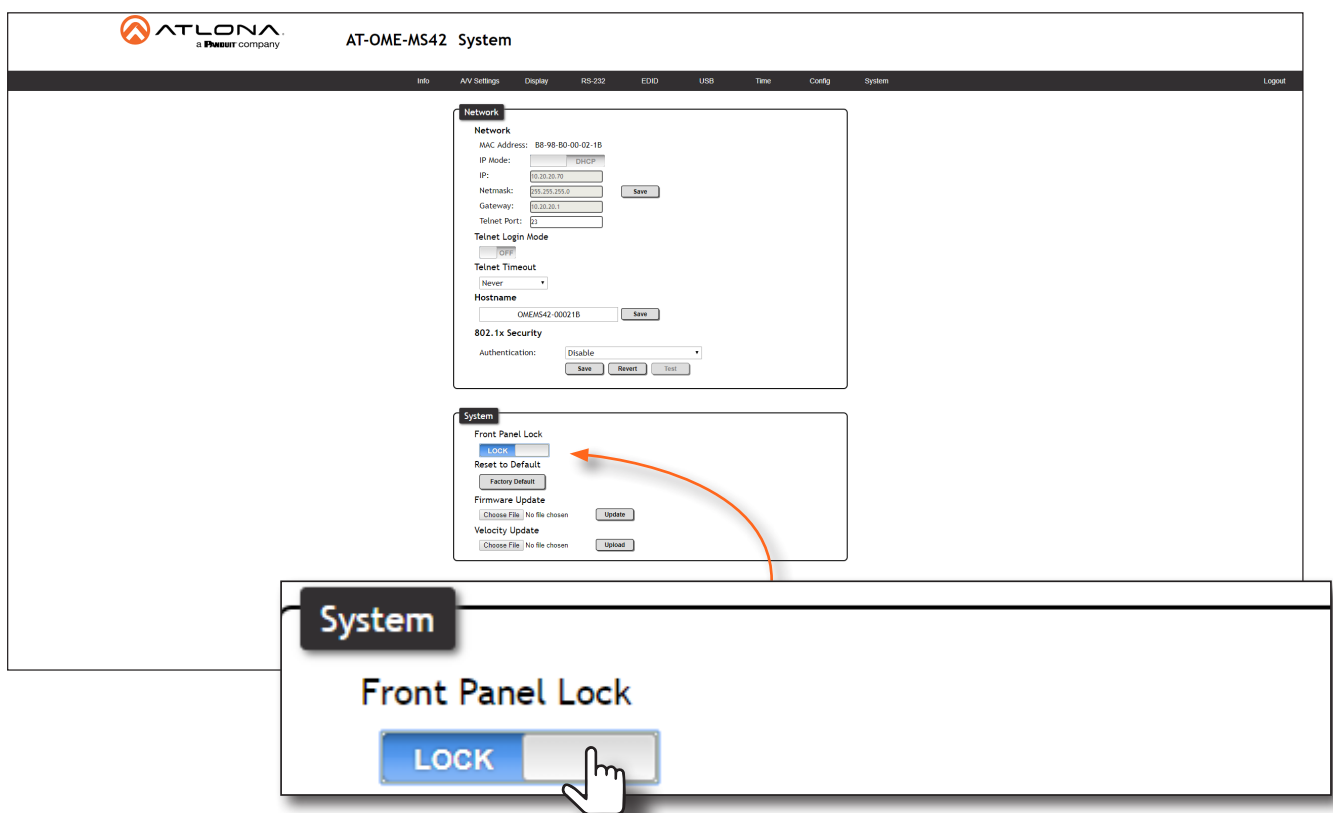 ATLONA.
a PANDUIT company
AT-OME-MS42 System
Info A/V Settings Display RS-232 EDID USB Time Config System Logout
Network
Network
MAC Address: B8-98-B0-00-02-1B
IP Mode: DHCP
IP: 10.20.20.70
Netmask: 255.255.255.0 Save
Gateway: 10.20.20.1
Telnet Port: 23
Telnet Login Mode
OFF
Telnet Timeout
Never
Hostname
OMEMS42-00021B Save
802.1x Security
Authentication: Disable
Save Revert Test
System
Front Panel Lock
LOCK
Reset to Default
Factory Default
Firmware Update
Choose File No file chosen Update
Velocity Update
Choose File No file chosen Upload
System
Front Panel Lock
LOCK